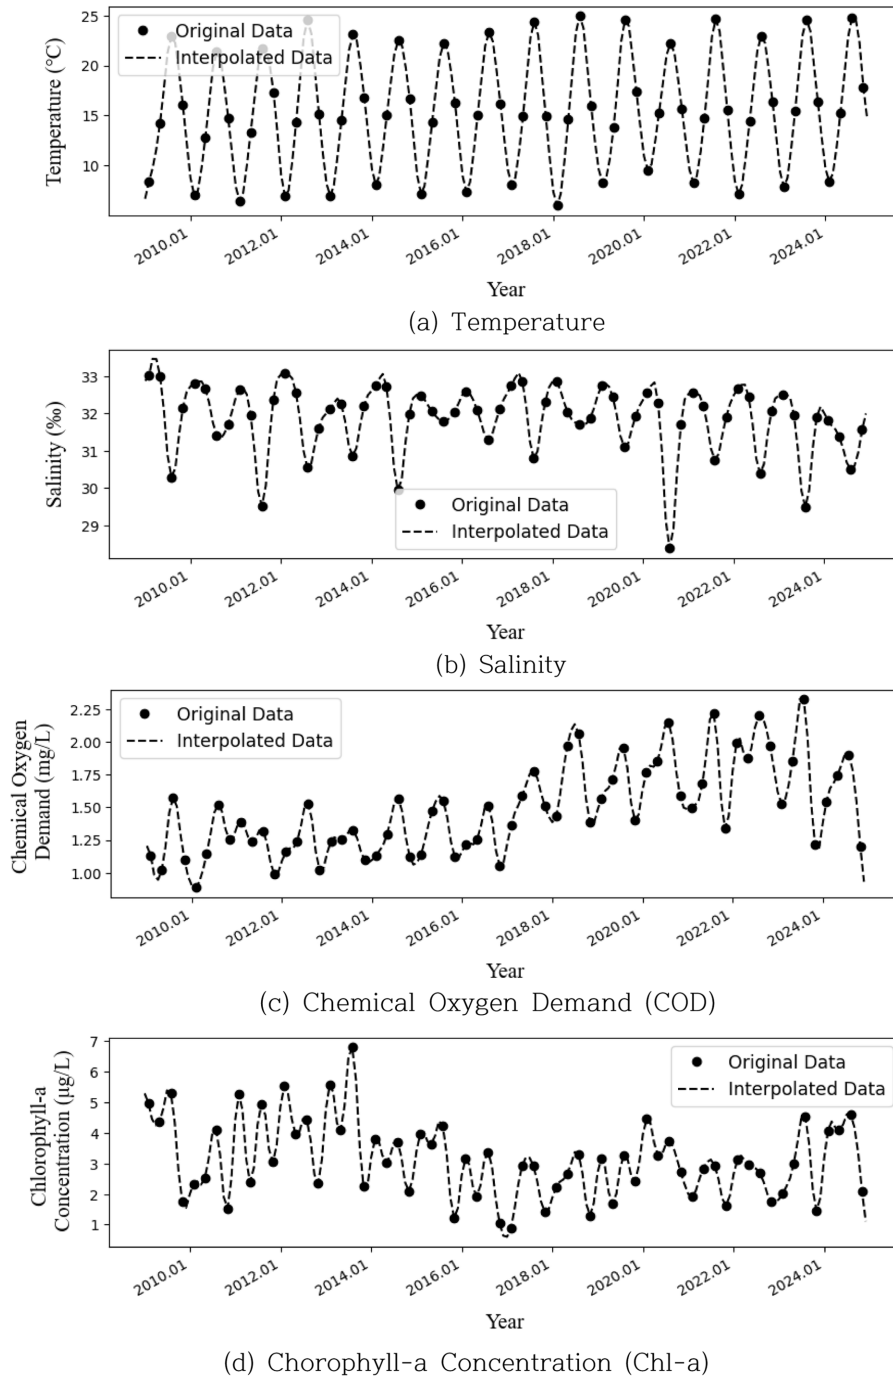 25
20
15
10
Temperature (℃)
Original Data
Interpolated Data
2010.01
2012.01
2014.01
2016.01
2018.01
2020.01
2022.01
2024.01
Year
(a) Temperature
33
32
31
30
29
Salinity (‰)
Original Data
Interpolated Data
2010.01
2012.01
2014.01
2016.01
2018.01
2020.01
2022.01
2024.01
Year
(b) Salinity
2.25
2.00
1.75
1.50
1.25
1.00
Chemical Oxygen
Demand (mg/L)
Original Data
Interpolated Data
2010.01
2012.01
2014.01
2016.01
2018.01
2020.01
2022.01
2024.01
Year
(c) Chemical Oxygen Demand (COD)
7
6
5
4
3
2
1
Chlorophyll-a
Concentration (μg/L)
Original Data
Interpolated Data
2010.01
2012.01
2014.01
2016.01
2018.01
2020.01
2022.01
2024.01
Year
(d) Chorophyll-a Concentration (Chl-a)